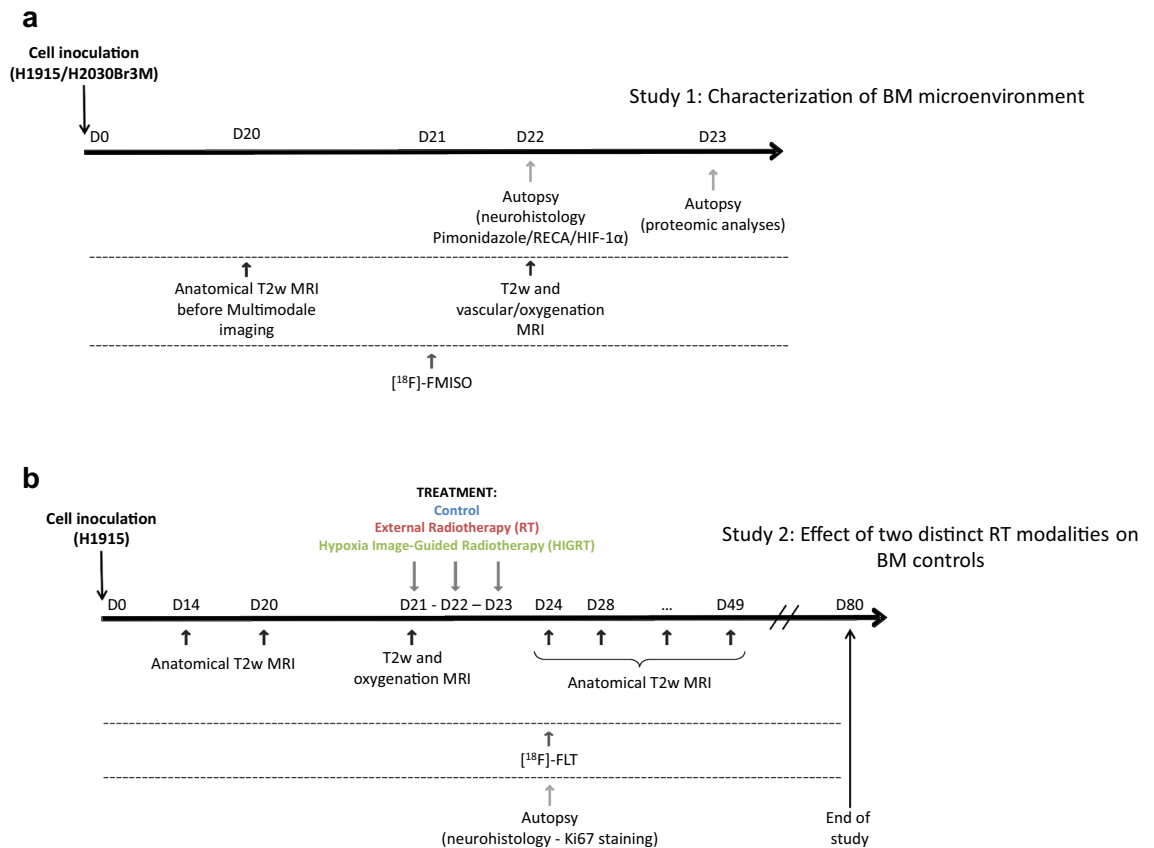 a
Cell inoculation
(H1915/H2030Br3M)
Study 1: Characterization of BM microenvironment
D0
D20
D21
D22
D23
Autopsy
(neurohistology
Pimonidazole/RECA/HIF-1α)
Autopsy
(proteomic analyses)
Anatomical T2w MRI
before Multimodale
imaging
T2w and
vascular/oxygenation
MRI
[¹⁸F]-FMISO
b
TREATMENT:
Control
External Radiotherapy (RT)
Hypoxia Image-Guided Radiotherapy (HIGRT)
Cell inoculation
(H1915)
Study 2: Effect of two distinct RT modalities on
BM controls
D0
D14
D20
D21 - D22 – D23
D24
D28
...
D49
D80
Anatomical T2w MRI
T2w and
oxygenation MRI
Anatomical T2w MRI
[¹⁸F]-FLT
Autopsy
(neurohistology - Ki67 staining)
End of
study